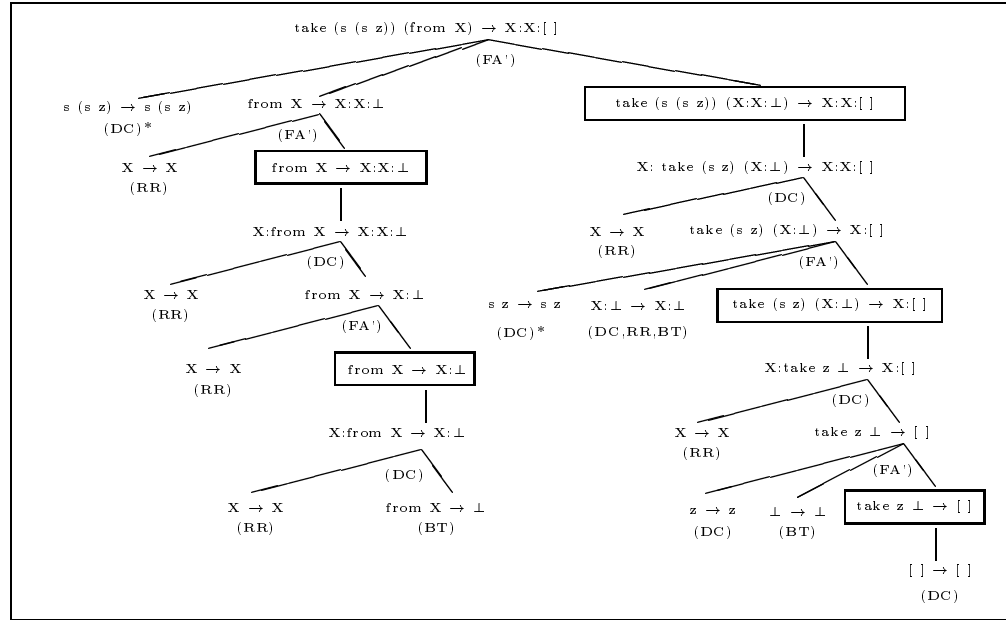 take (s (s z)) (from X) → X:X:[ ]
(FA')
s (s z) → s (s z) from X → X:X:⊥ take (s (s z)) (X:X:⊥) → X:X:[ ]
(DC)* (FA')
X → X from X → X:X:⊥ X: take (s z) (X:⊥) → X:X:[ ]
(RR) (DC)
X:from X → X:X:⊥ X → X take (s z) (X:⊥) → X:[ ]
(DC) (RR) (FA')
X → X from X → X:⊥ s z → s z X:⊥ → X:⊥ take (s z) (X:⊥) → X:[ ]
(RR) (FA') (DC)* (DC,RR,BT)
X → X from X → X:⊥ X:take z ⊥ → X:[ ]
(RR) (DC)
X:from X → X:⊥ X → X take z ⊥ → [ ]
(DC) (RR) (FA')
X → X from X → ⊥ z → z ⊥ → ⊥ take z ⊥ → [ ]
(RR) (BT) (DC) (BT)
[ ] → [ ]
(DC)